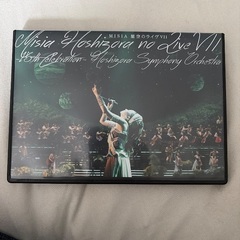 MISIA 星空のライヴVII
Misia Hoshizora no Live VII
-15th Celebration- Hoshizora Symphony Orchestra